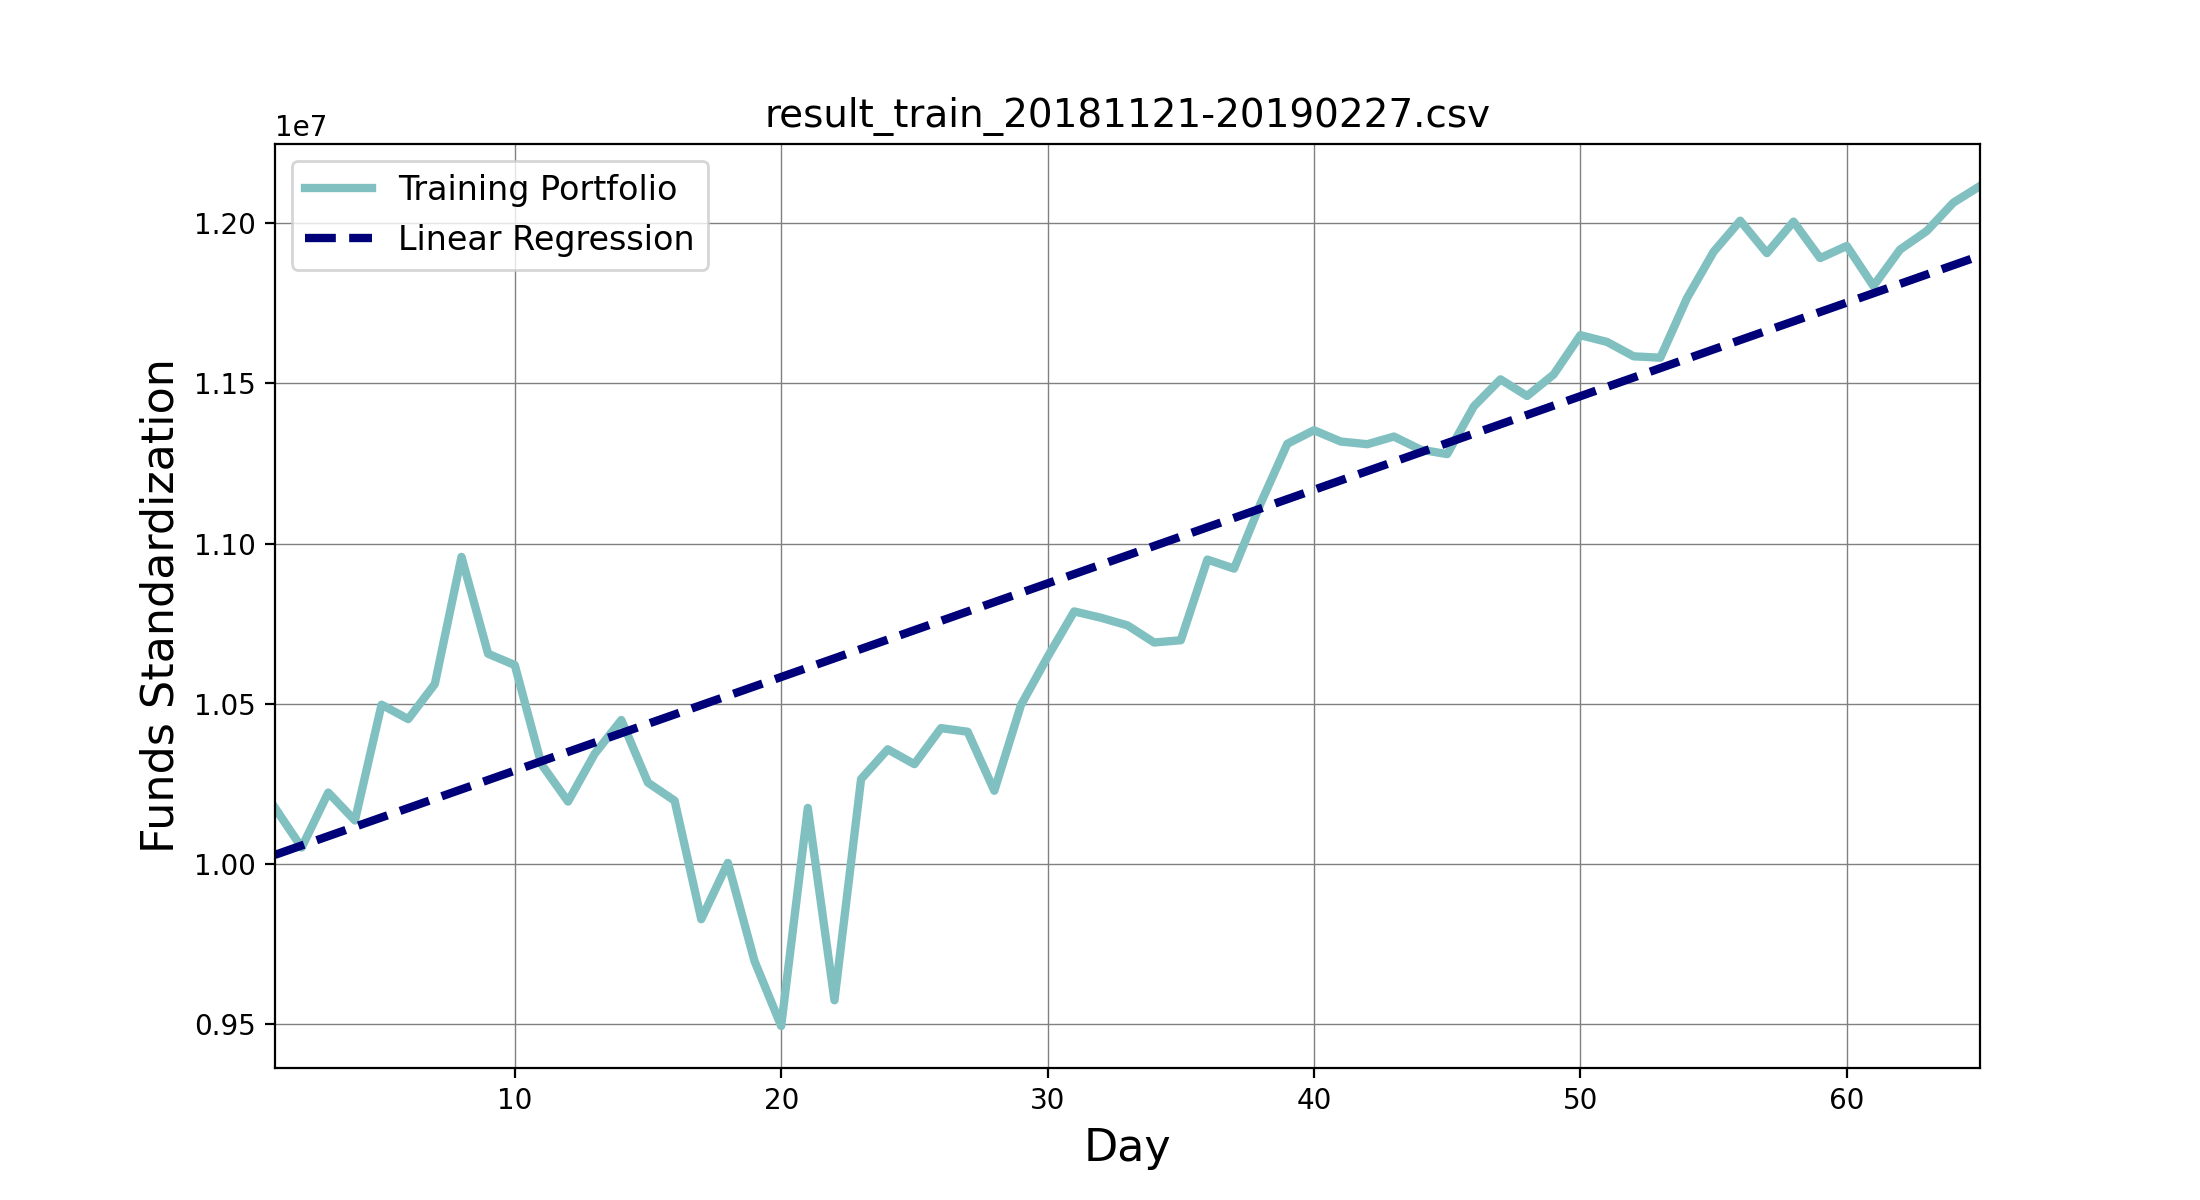 result_train_20181121-20190227.csv
1e7
Training Portfolio
Linear Regression
1.20
1.15
1.10
1.05
1.00
0.95
Funds Standardization
10 20 30 40 50 60
Day